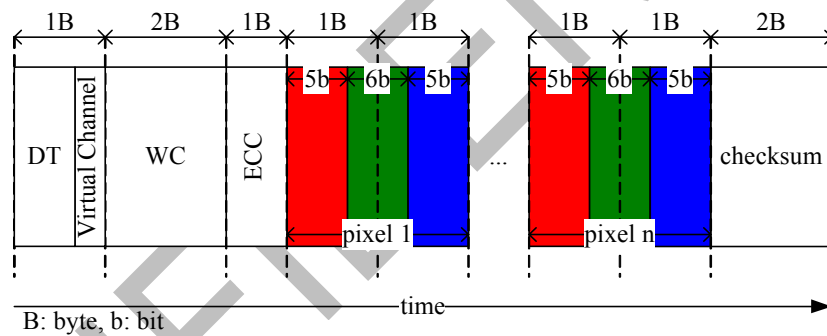 1B 2B 1B 1B 1B 1B 1B 2B
5b 6b 5b 5b 6b 5b
DT Virtual Channel WC ECC ... checksum
pixel 1 pixel n
time
B: byte, b: bit